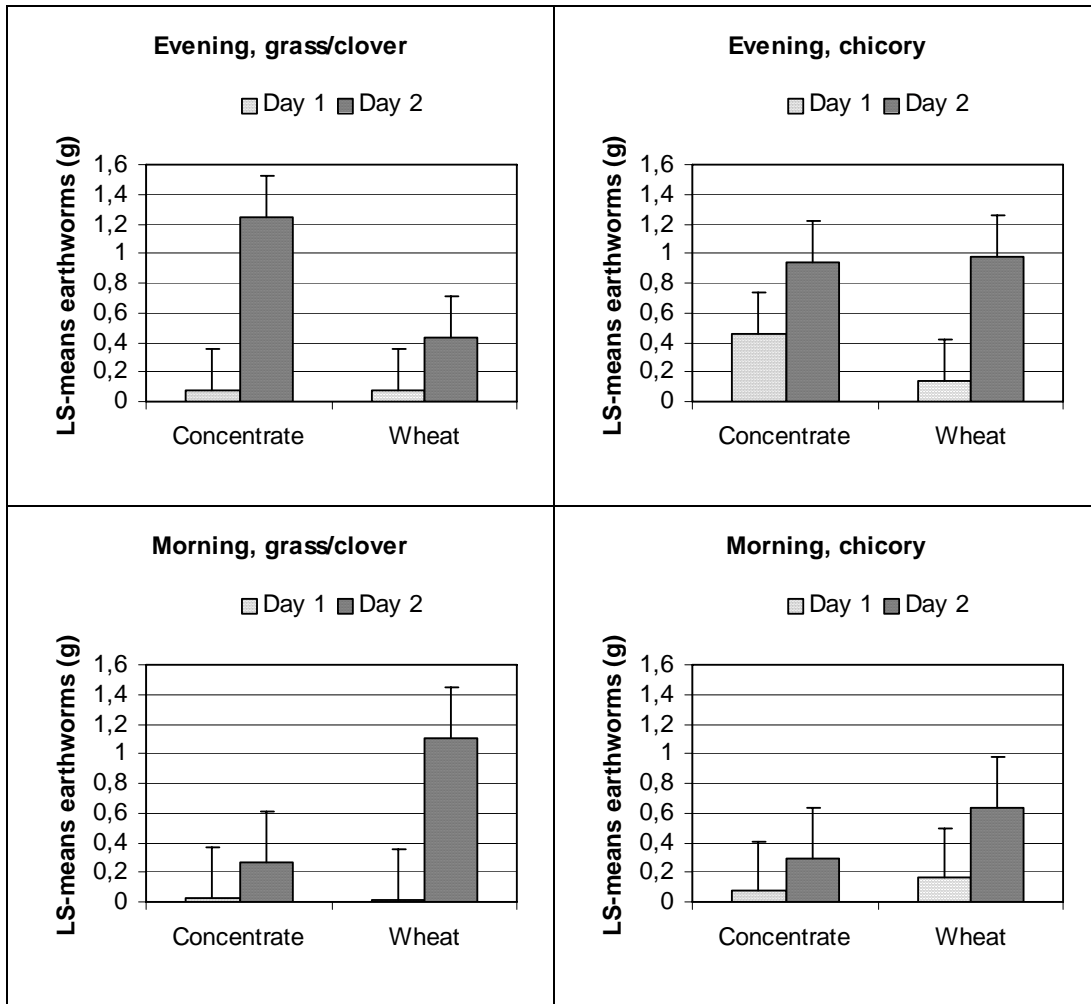 Evening, grass/clover
Day 1 Day 2
LS-means earthworms (g)
1,6
1,4
1,2
1
0,8
0,6
0,4
0,2
0
Concentrate Wheat
Evening, chicory
Day 1 Day 2
LS-means earthworms (g)
1,6
1,4
1,2
1
0,8
0,6
0,4
0,2
0
Concentrate Wheat
Morning, grass/clover
Day 1 Day 2
LS-means earthworms (g)
1,6
1,4
1,2
1
0,8
0,6
0,4
0,2
0
Concentrate Wheat
Morning, chicory
Day 1 Day 2
LS-means earthworms (g)
1,6
1,4
1,2
1
0,8
0,6
0,4
0,2
0
Concentrate Wheat